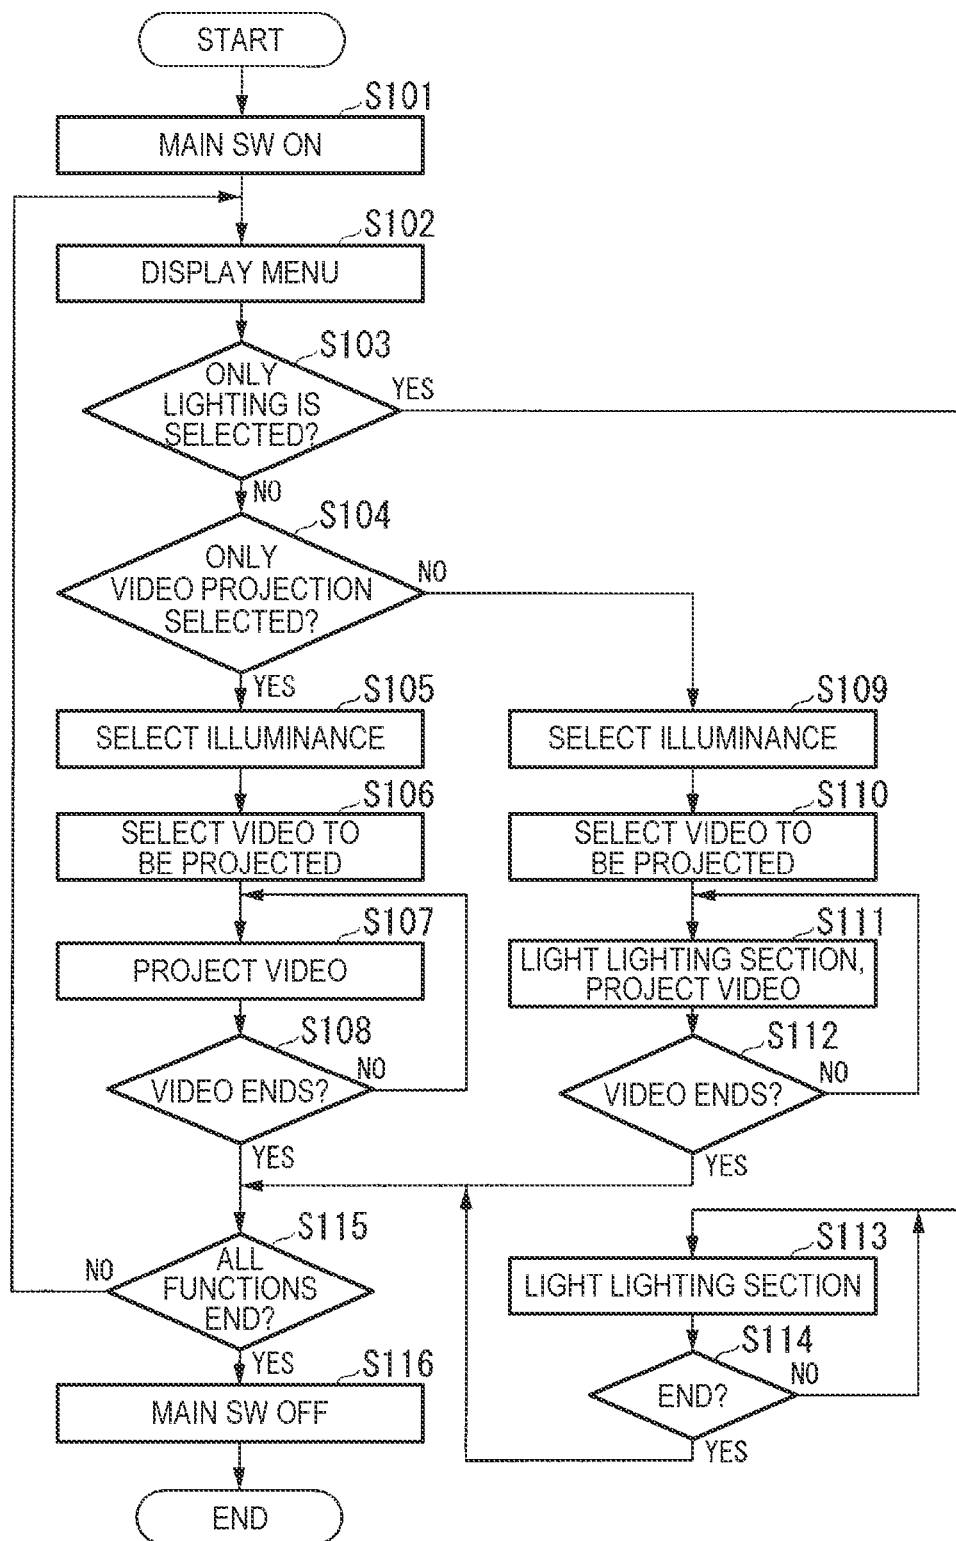 START
S101
MAIN SW ON
S102
DISPLAY MENU
S103
ONLY
LIGHTING IS
SELECTED?
YES
NO
S104
ONLY
VIDEO PROJECTION
SELECTED?
NO
YES
S105
SELECT ILLUMINANCE
S109
SELECT ILLUMINANCE
S106
SELECT VIDEO TO
BE PROJECTED
S110
SELECT VIDEO TO
BE PROJECTED
S107
PROJECT VIDEO
S111
LIGHT LIGHTING SECTION,
PROJECT VIDEO
S108
VIDEO ENDS?
NO
YES
S112
VIDEO ENDS?
NO
YES
S115
ALL
FUNCTIONS
END?
NO
YES
S113
LIGHT LIGHTING SECTION
S114
END?
NO
YES
S116
MAIN SW OFF
END